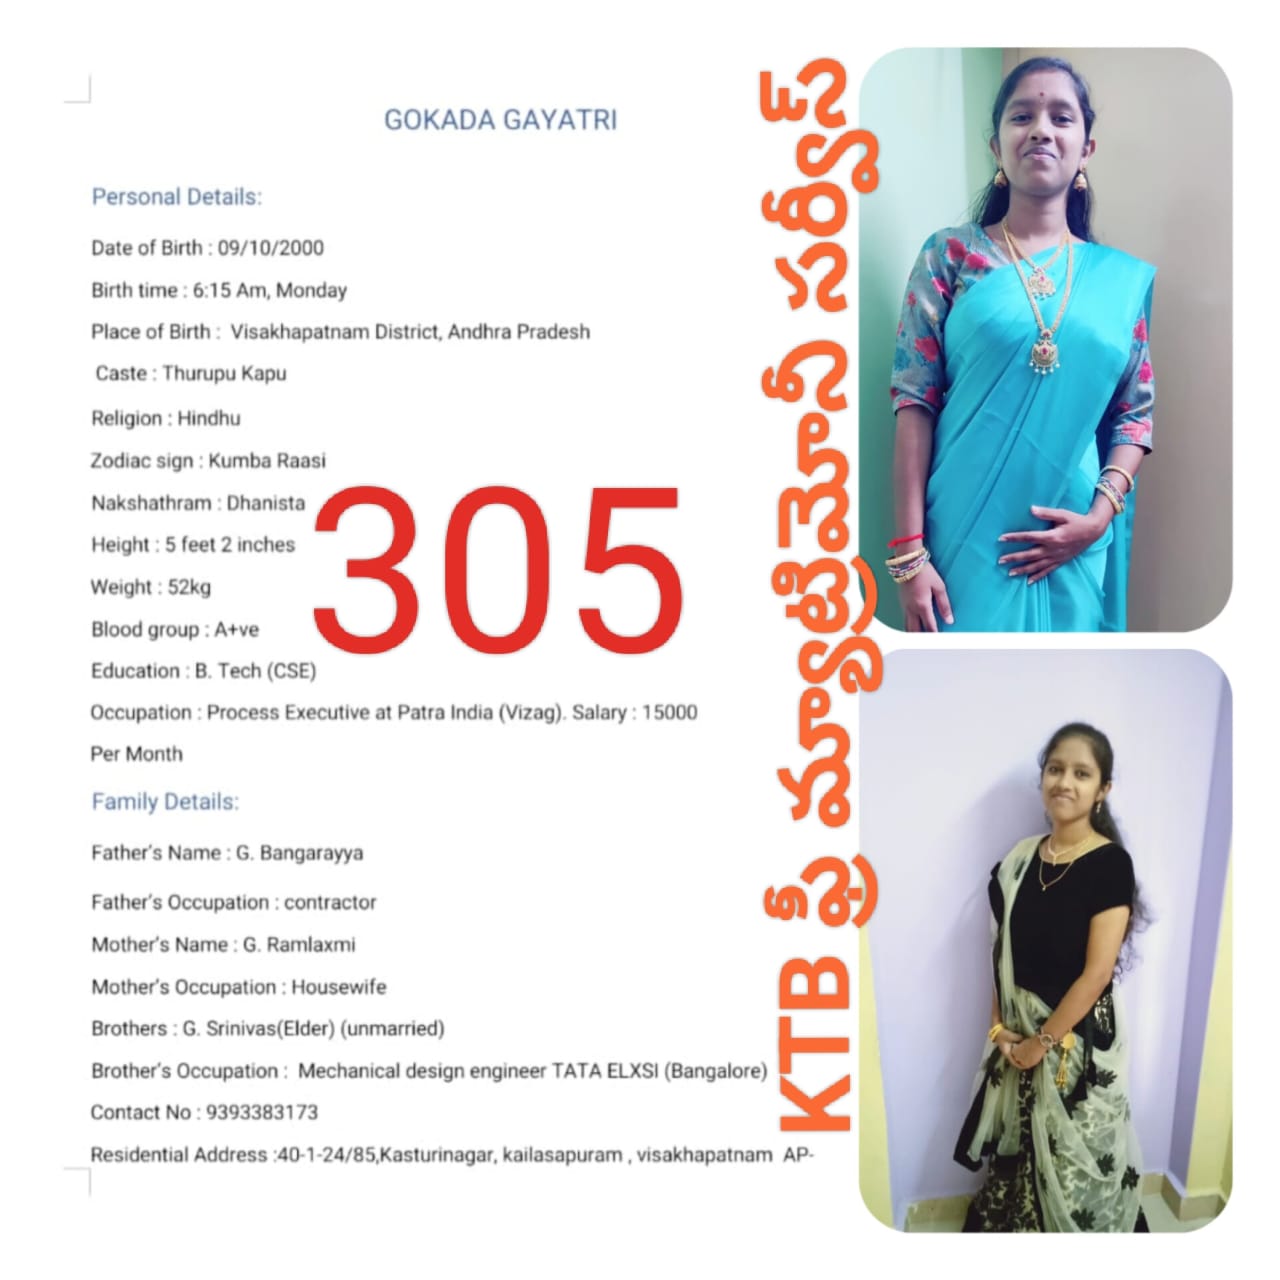 GOKADA GAYATRI
Personal Details:
Date of Birth : 09/10/2000
Birth time : 6:15 Am, Monday
Place of Birth :  Visakhapatnam District, Andhra Pradesh
Caste : Thurupu Kapu
Religion : Hindhu
Zodiac sign : Kumba Raasi
Nakshathram : Dhanista
Height : 5 feet 2 inches
Weight : 52kg
Blood group : A+ve
Education : B. Tech (CSE)
Occupation : Process Executive at Patra India (Vizag). Salary : 15000
Per Month
305
Family Details:
Father's Name : G. Bangarayya
Father's Occupation : contractor
Mother's Name : G. Ramlaxmi
Mother's Occupation : Housewife
Brothers : G. Srinivas(Elder) (unmarried)
Brother's Occupation :  Mechanical design engineer TATA ELXSI (Bangalore)
Contact No : 9393383173
Residential Address :40-1-24/85,Kasturinagar, kailasapuram , visakhapatnam  AP-
KTB ఫ్రీ మ్యాట్రిమోనీ సర్వీస్